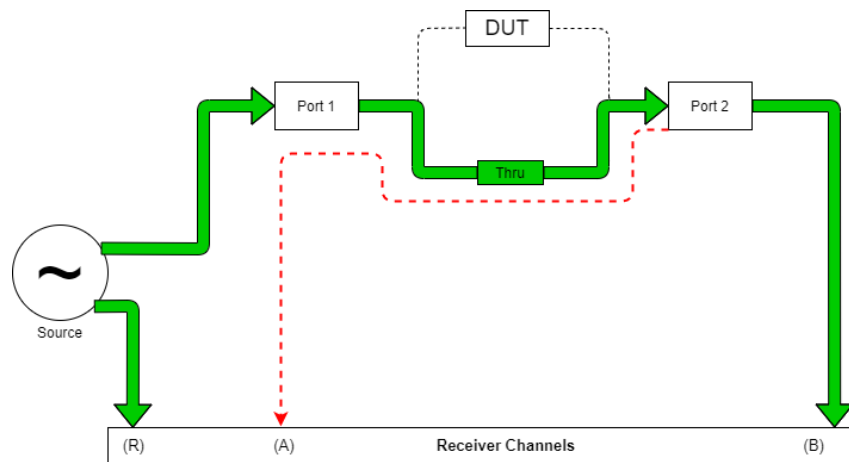 DUT
Port 1
Port 2
Thru
~
Source
(R)
(A)
Receiver Channels
(B)